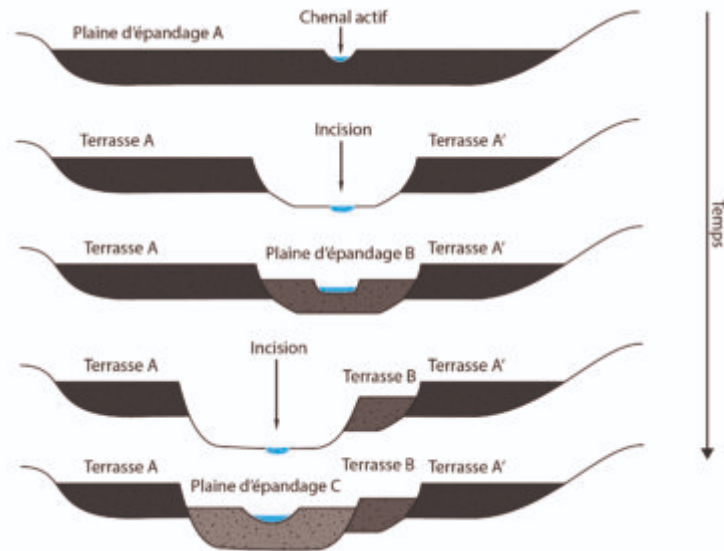 Chenal actif
Plaine d'épandage A
Terrasse A
Incision
Terrasse A'
Terrasse A
Plaine d'épandage B
Terrasse A'
Incision
Terrasse A
Terrasse B
Terrasse A'
Terrasse A
Plaine d'épandage C
Terrasse B
Terrasse A'
Temps